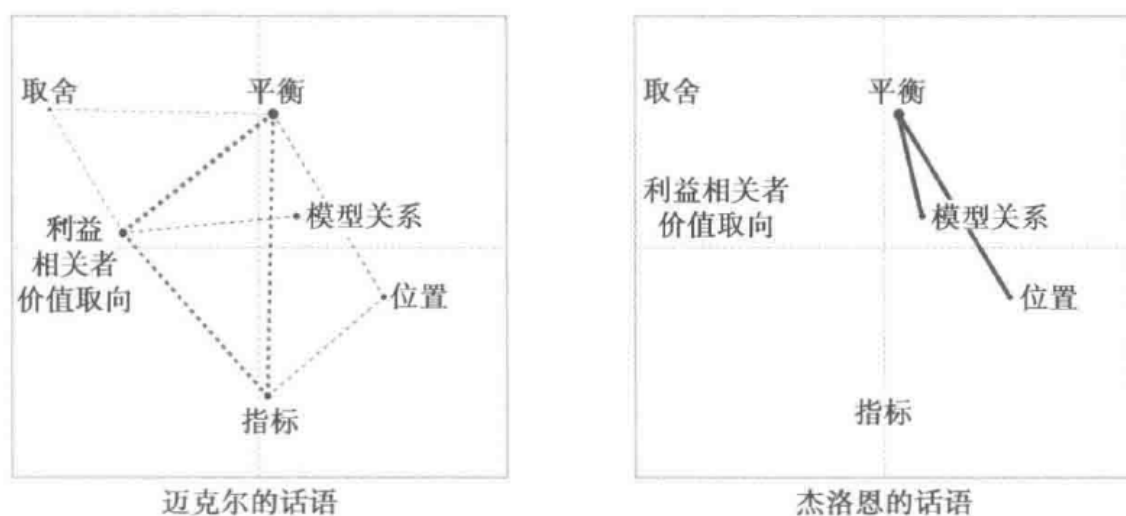 取舍
平衡
模型关系
利益
相关者
价值取向
位置
指标
迈克尔的话语
取舍
平衡
利益相关者
价值取向
模型关系
位置
指标
杰洛恩的话语